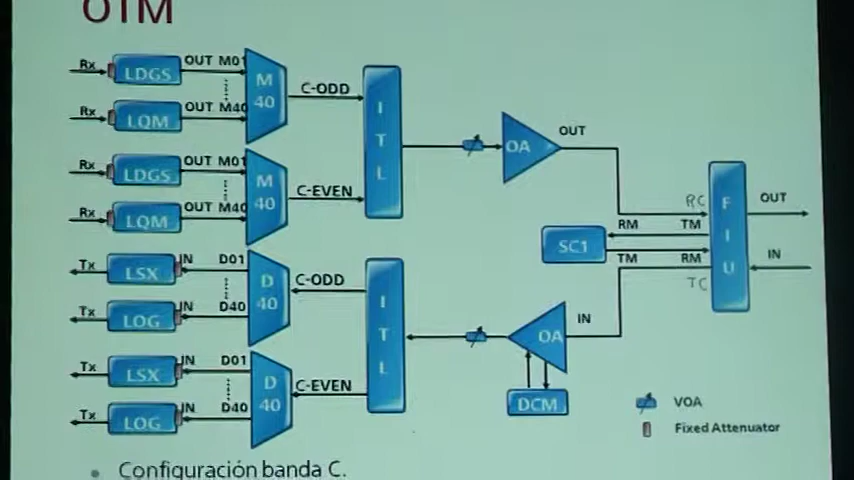 OTM
Rx LDGS OUT M01
Rx LQM OUT M40
M 40
C-ODD
Rx LDGS OUT M01
Rx LQM OUT M40
M 40
C-EVEN
I T L
OA OUT
Tx LSX IN D01
Tx LOG IN D40
D 40
C-ODD
Tx LSX IN D01
Tx LOG IN D40
D 40
C-EVEN
I T L
OA IN
DCM
SC1
RM TM
TM RM
RC
TC
F I U
OUT
IN
VOA
Fixed Attenuator
• Configuración banda C.